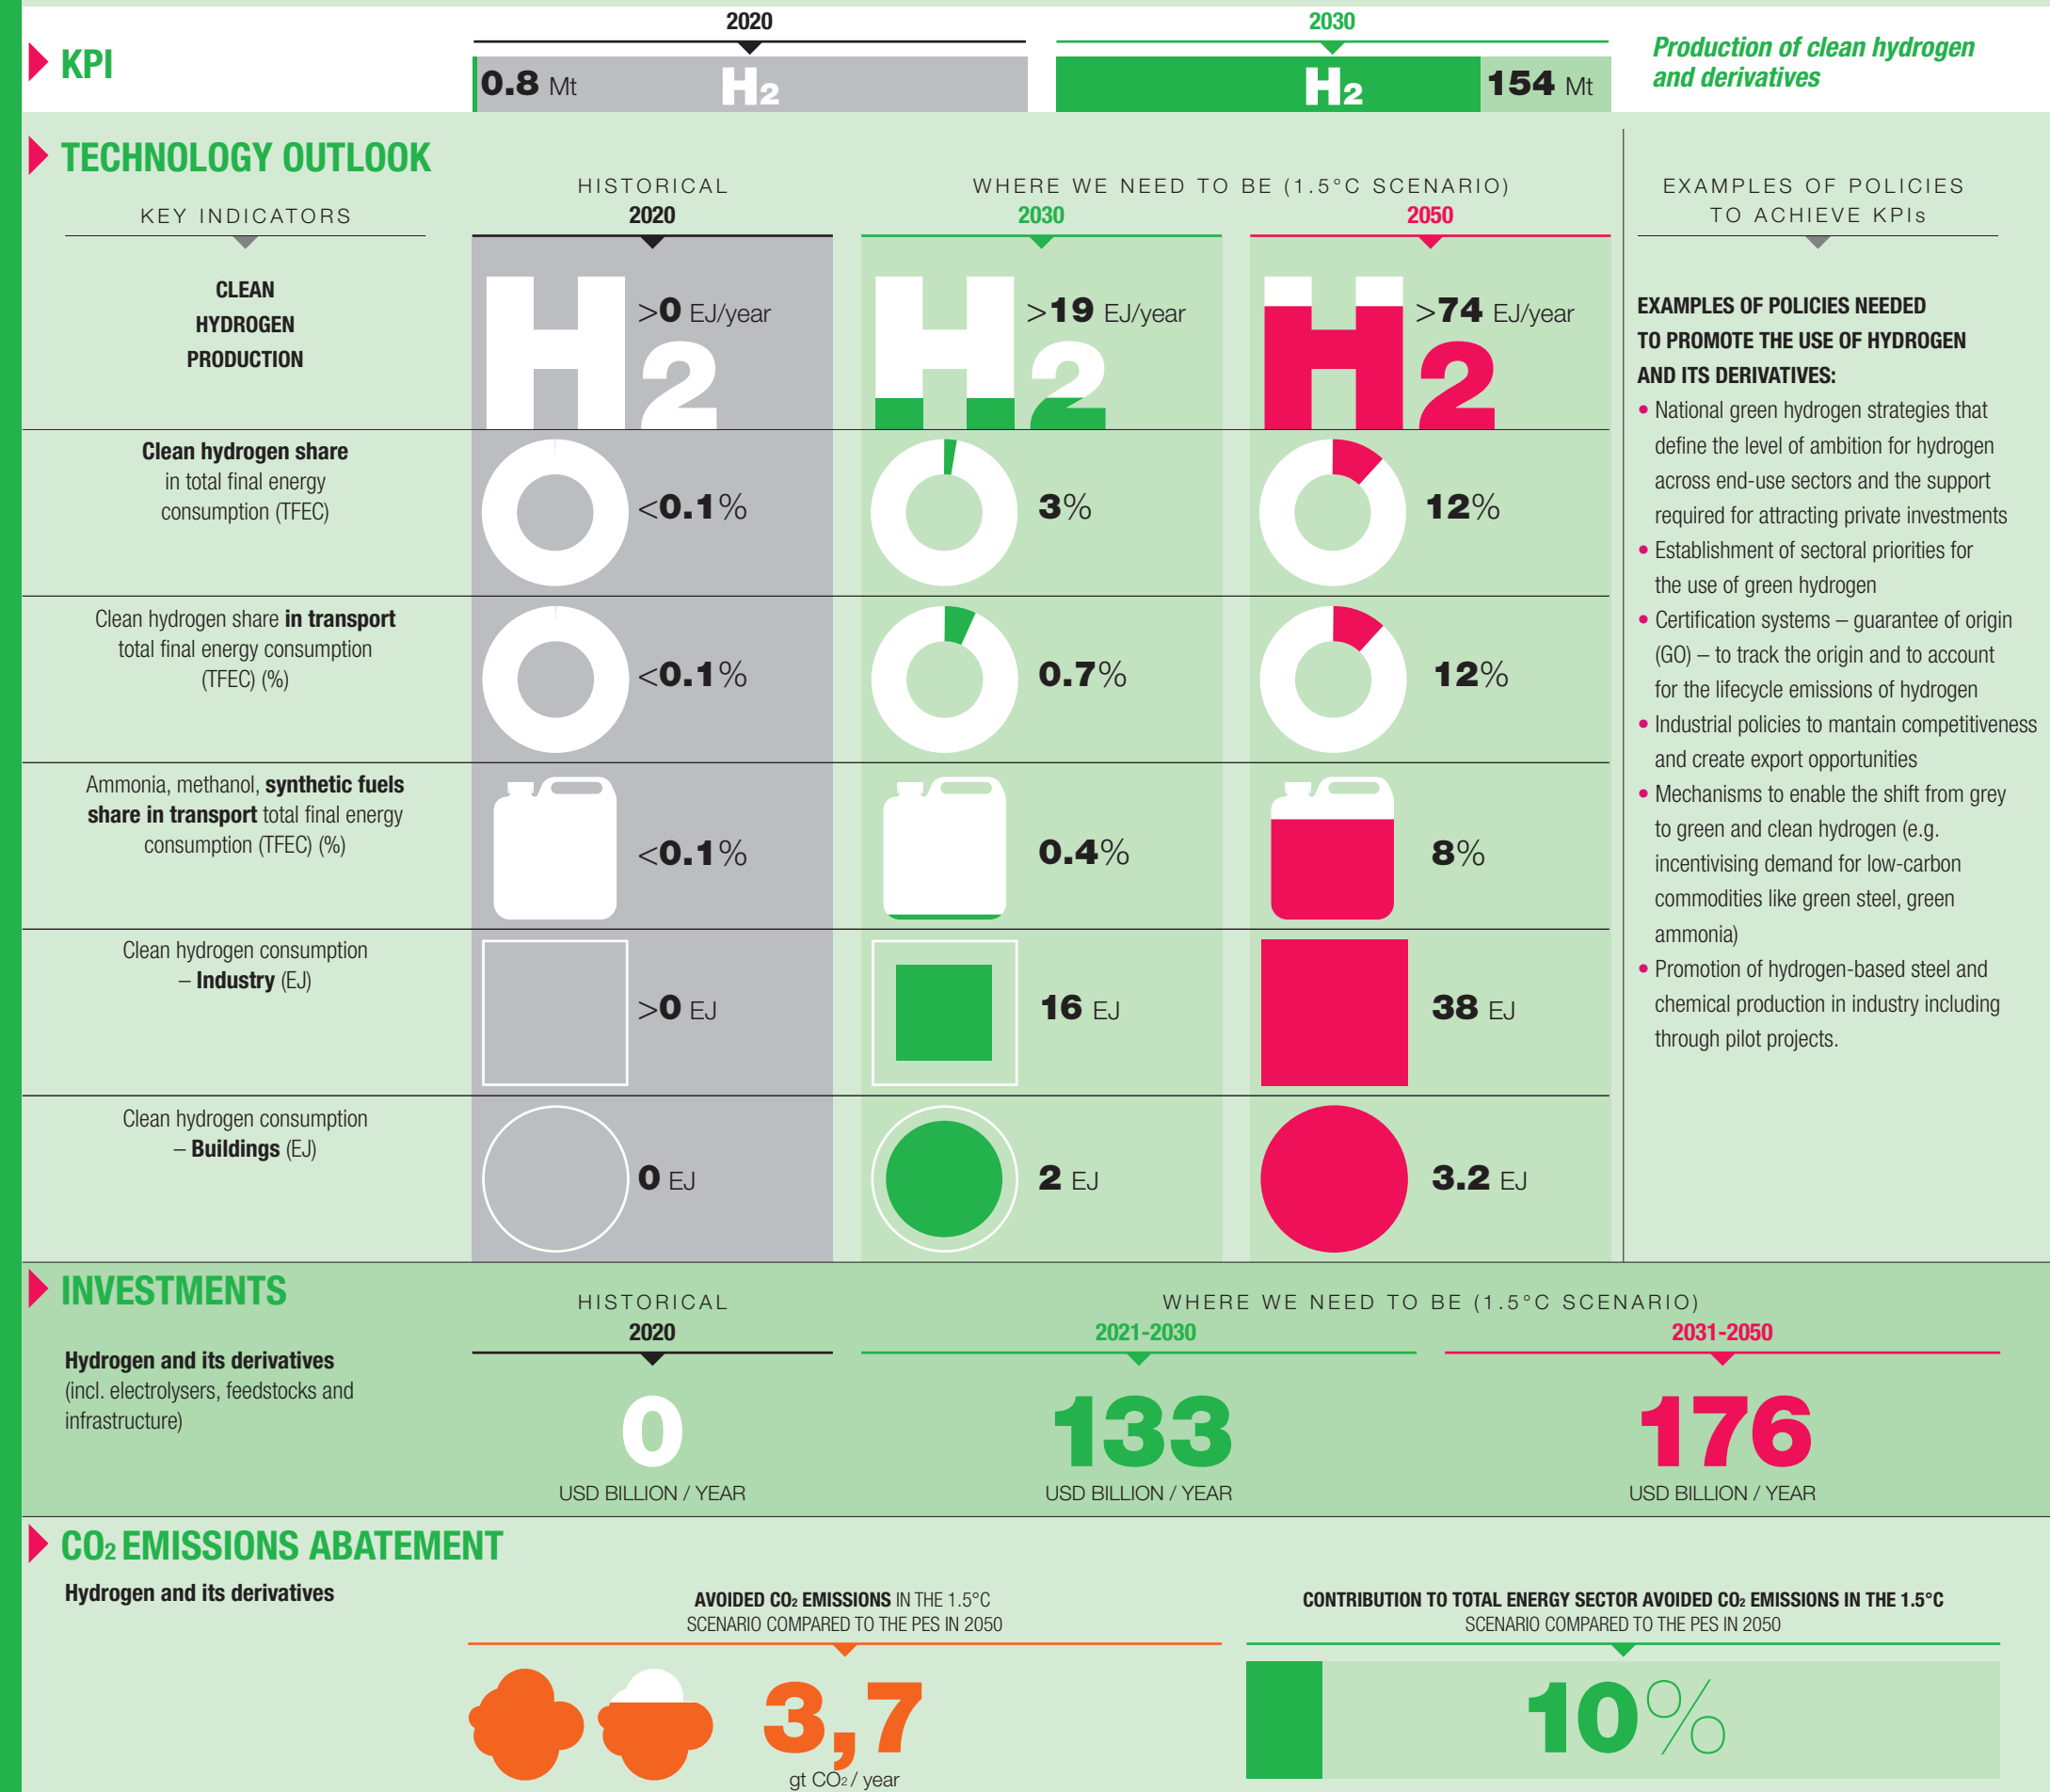 KPI
2020
0.8 Mt
H2
2030
H2
154 Mt
Production of clean hydrogen
and derivatives
TECHNOLOGY OUTLOOK
KEY INDICATORS
HISTORICAL
2020
WHERE WE NEED TO BE (1.5°C SCENARIO)
2030
2050
EXAMPLES OF POLICIES
TO ACHIEVE KPIs
CLEAN
HYDROGEN
PRODUCTION
H2
>0 EJ/year
H2
>19 EJ/year
H2
>74 EJ/year
Clean hydrogen share
in total final energy
consumption (TFEC)
<0.1%
3%
12%
Clean hydrogen share in transport
total final energy consumption
(TFEC) (%)
<0.1%
0.7%
12%
Ammonia, methanol, synthetic fuels
share in transport total final energy
consumption (TFEC) (%)
<0.1%
0.4%
8%
Clean hydrogen consumption
– Industry (EJ)
>0 EJ
16 EJ
38 EJ
Clean hydrogen consumption
– Buildings (EJ)
0 EJ
2 EJ
3.2 EJ
EXAMPLES OF POLICIES NEEDED
TO PROMOTE THE USE OF HYDROGEN
AND ITS DERIVATIVES:
• National green hydrogen strategies that
define the level of ambition for hydrogen
across end-use sectors and the support
required for attracting private investments
• Establishment of sectoral priorities for
the use of green hydrogen
• Certification systems – guarantee of origin
(GO) – to track the origin and to account
for the lifecycle emissions of hydrogen
• Industrial policies to mantain competitiveness
and create export opportunities
• Mechanisms to enable the shift from grey
to green and clean hydrogen (e.g.
incentivising demand for low-carbon
commodities like green steel, green
ammonia)
• Promotion of hydrogen-based steel and
chemical production in industry including
through pilot projects.
INVESTMENTS
Hydrogen and its derivatives
(incl. electrolysers, feedstocks and
infrastructure)
HISTORICAL
2020
0
USD BILLION / YEAR
WHERE WE NEED TO BE (1.5°C SCENARIO)
2021-2030
133
USD BILLION / YEAR
2031-2050
176
USD BILLION / YEAR
CO2 EMISSIONS ABATEMENT
Hydrogen and its derivatives
AVOIDED CO2 EMISSIONS IN THE 1.5°C
SCENARIO COMPARED TO THE PES IN 2050
3,7
gt CO2 / year
CONTRIBUTION TO TOTAL ENERGY SECTOR AVOIDED CO2 EMISSIONS IN THE 1.5°C
SCENARIO COMPARED TO THE PES IN 2050
10%